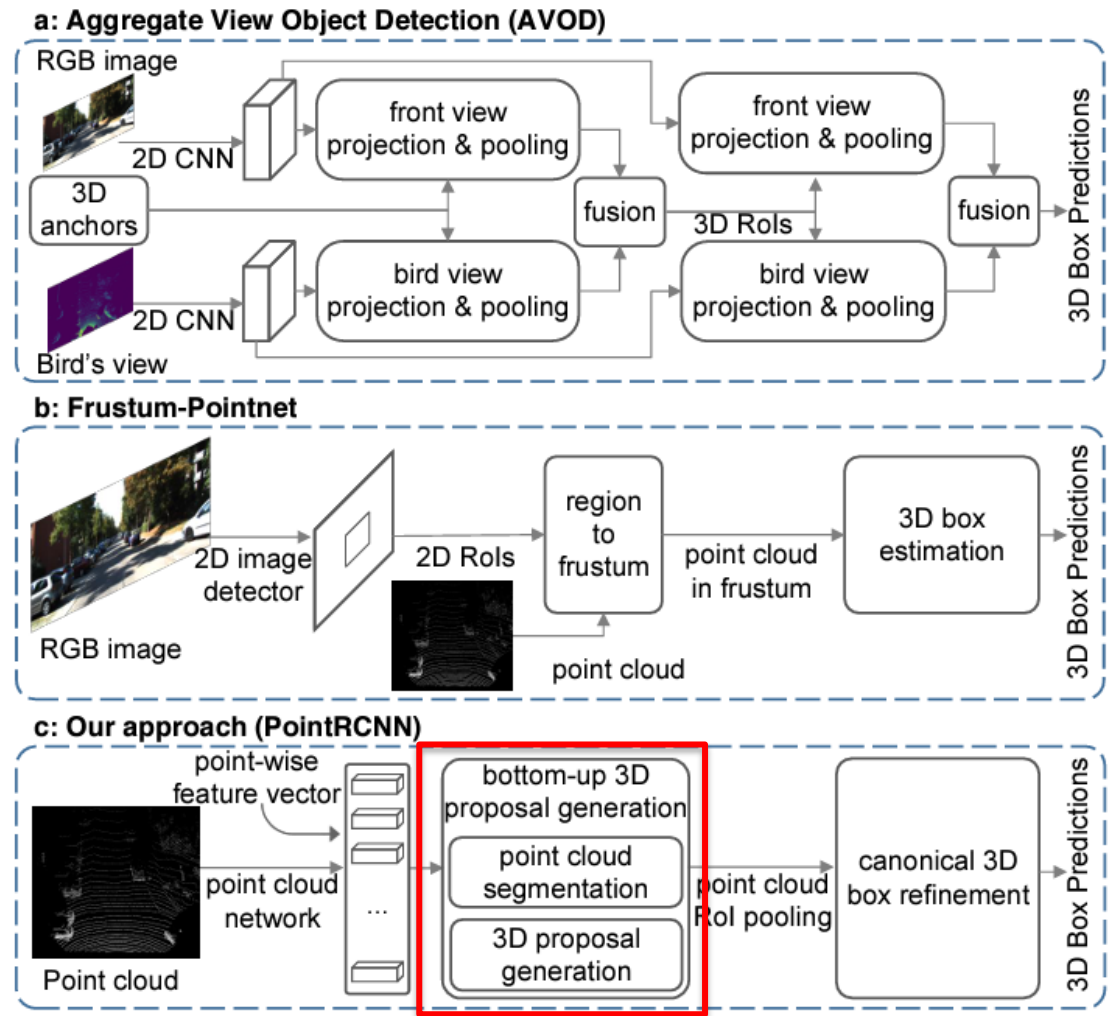 a: Aggregate View Object Detection (AVOD)
RGB image
2D CNN
front view
projection & pooling
front view
projection & pooling
3D
anchors
fusion
3D RoIs
fusion
3D Box Predictions
bird view
projection & pooling
bird view
projection & pooling
2D CNN
Bird's view
b: Frustum-Pointnet
RGB image
2D image
detector
2D RoIs
region
to
frustum
point cloud
point cloud
in frustum
3D box
estimation
3D Box Predictions
c: Our approach (PointRCNN)
point-wise
feature vector
Point cloud
point cloud
network
...
bottom-up 3D
proposal generation
point cloud
segmentation
3D proposal
generation
point cloud
RoI pooling
canonical 3D
box refinement
3D Box Predictions